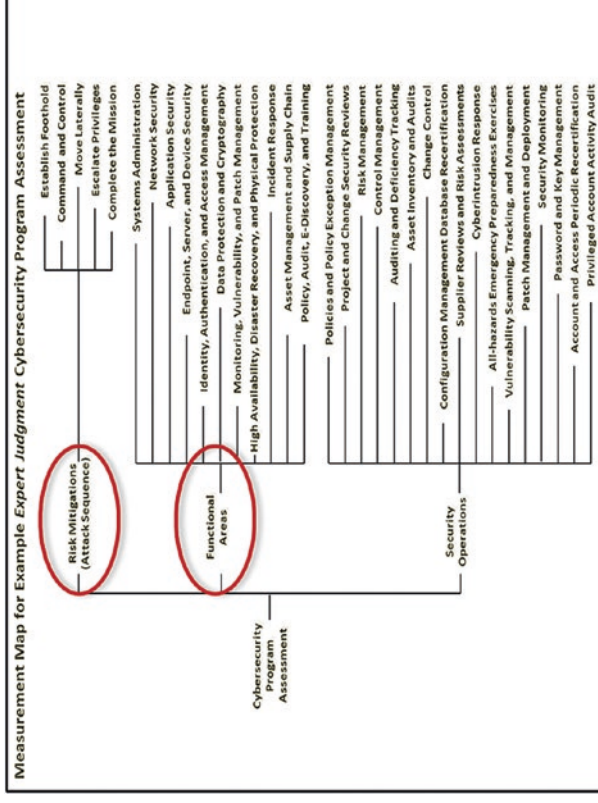 Measurement Map for Example Expert Judgment Cybersecurity Program Assessment
Cybersecurity
Program
Assessment
Risk Mitigations
(Attack Sequence)
Establish Foothold
Command and Control
Move Laterally
Escalate Privileges
Complete the Mission
Functional
Areas
Systems Administration
Network Security
Application Security
Endpoint, Server, and Device Security
Identity, Authentication, and Access Management
Data Protection and Cryptography
Monitoring, Vulnerability, and Patch Management
High Availability, Disaster Recovery, and Physical Protection
Incident Response
Asset Management and Supply Chain
Policy, Audit, E-Discovery, and Training
Security
Operations
Policies and Policy Exception Management
Project and Change Security Reviews
Risk Management
Control Management
Auditing and Deficiency Tracking
Asset Inventory and Audits
Change Control
Configuration Management Database Recertification
Supplier Reviews and Risk Assessments
Cyberintrusion Response
All-hazards Emergency Preparedness Exercises
Vulnerability Scanning, Tracking, and Management
Patch Management and Deployment
Security Monitoring
Password and Key Management
Account and Access Periodic Recertification
Privileged Account Activity Audit